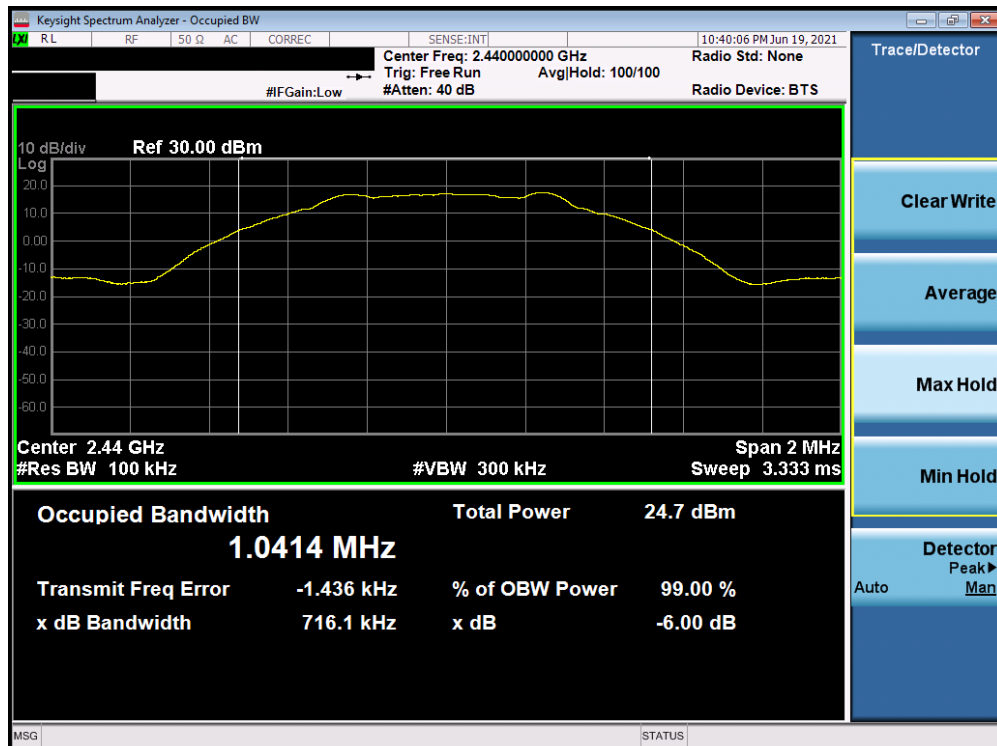 Keysight Spectrum Analyzer - Occupied BW
LXI RL RF 50 Ω AC CORREC SENSE:INT 10:40:06 PM Jun 19, 2021
Center Freq: 2.440000000 GHz Radio Std: None
Trig: Free Run Avg|Hold: 100/100
#IFGain:Low #Atten: 40 dB Radio Device: BTS
Trace/Detector
10 dB/div Ref 30.00 dBm
Log
20.0
10.0
0.00
-10.0
-20.0
-30.0
-40.0
-50.0
-60.0
Center 2.44 GHz Span 2 MHz
#Res BW 100 kHz #VBW 300 kHz Sweep 3.333 ms
Occupied Bandwidth Total Power 24.7 dBm
1.0414 MHz
Transmit Freq Error -1.436 kHz % of OBW Power 99.00 %
x dB Bandwidth 716.1 kHz x dB -6.00 dB
Clear Write
Average
Max Hold
Min Hold
Detector
Peak▶
Auto Man
MSG STATUS